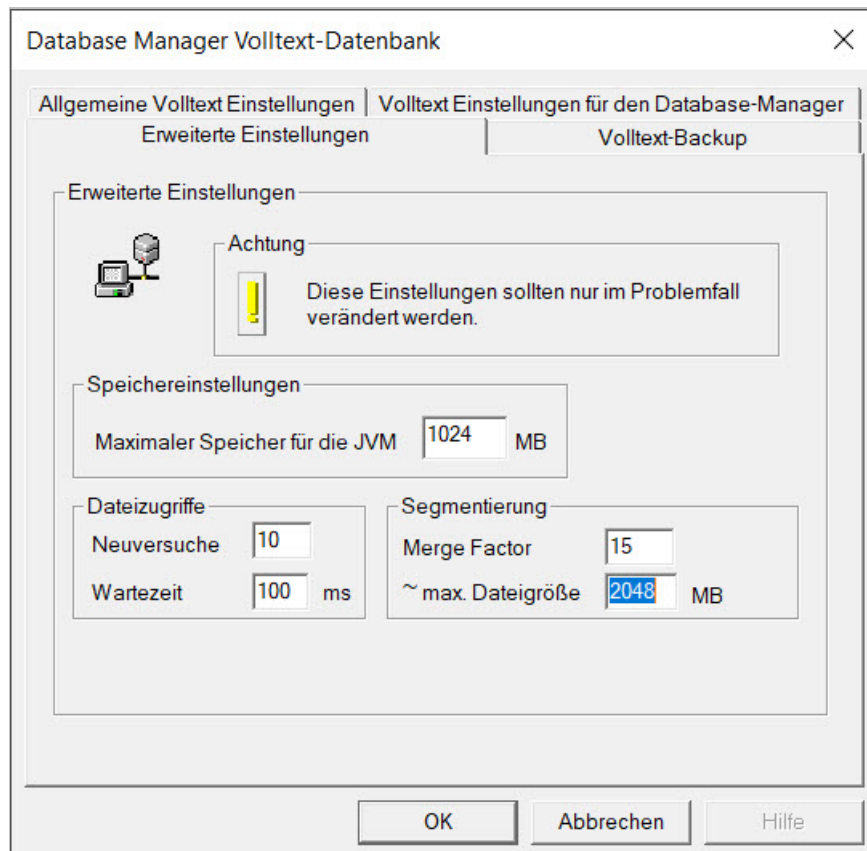 Database Manager Volltext-Datenbank
Allgemeine Volltext Einstellungen
Volltext Einstellungen für den Database-Manager
Erweiterte Einstellungen
Volltext-Backup
Erweiterte Einstellungen
Achtung
Diese Einstellungen sollten nur im Problemfall
verändert werden.
Speichereinstellungen
Maximaler Speicher für die JVM 1024 MB
Dateizugriffe
Neuversuche 10
Wartezeit 100 ms
Segmentierung
Merge Factor 15
~ max. Dateigröße 2048 MB
OK
Abbrechen
Hilfe